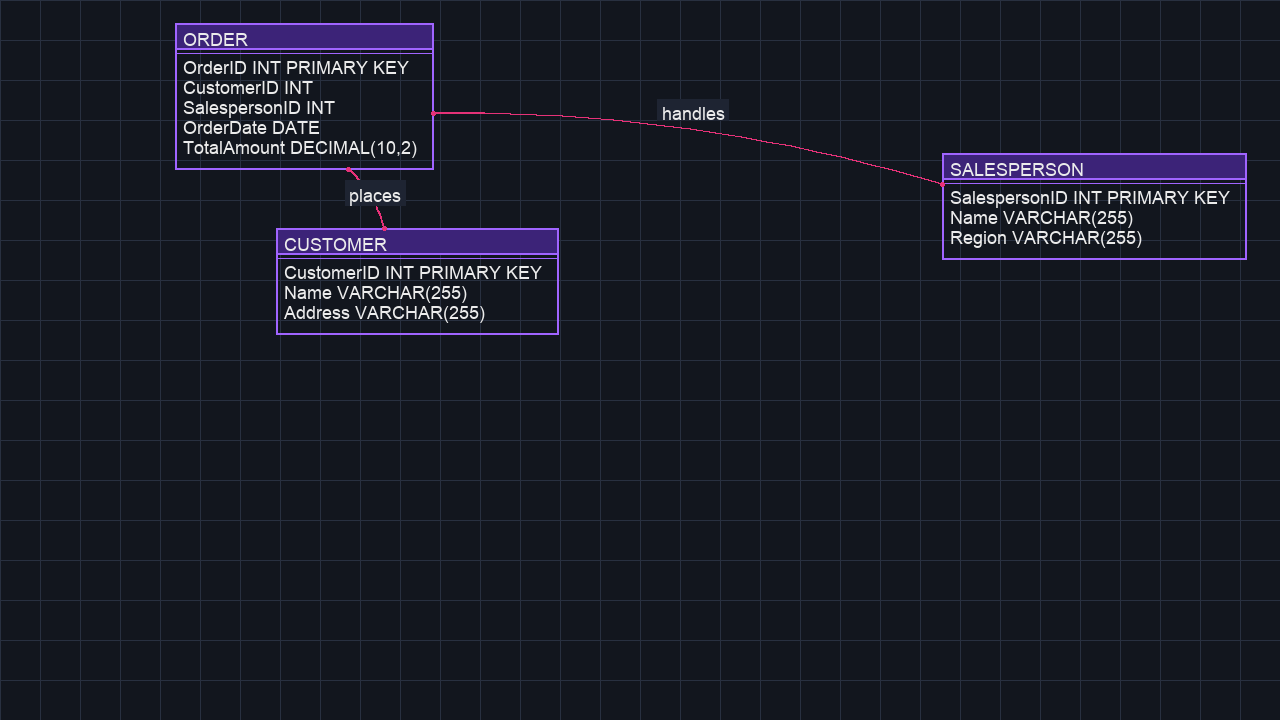 ORDER
OrderID INT PRIMARY KEY
CustomerID INT
SalespersonID INT
OrderDate DATE
TotalAmount DECIMAL(10,2)
handles
SALESPERSON
SalespersonID INT PRIMARY KEY
Name VARCHAR(255)
Region VARCHAR(255)
places
CUSTOMER
CustomerID INT PRIMARY KEY
Name VARCHAR(255)
Address VARCHAR(255)